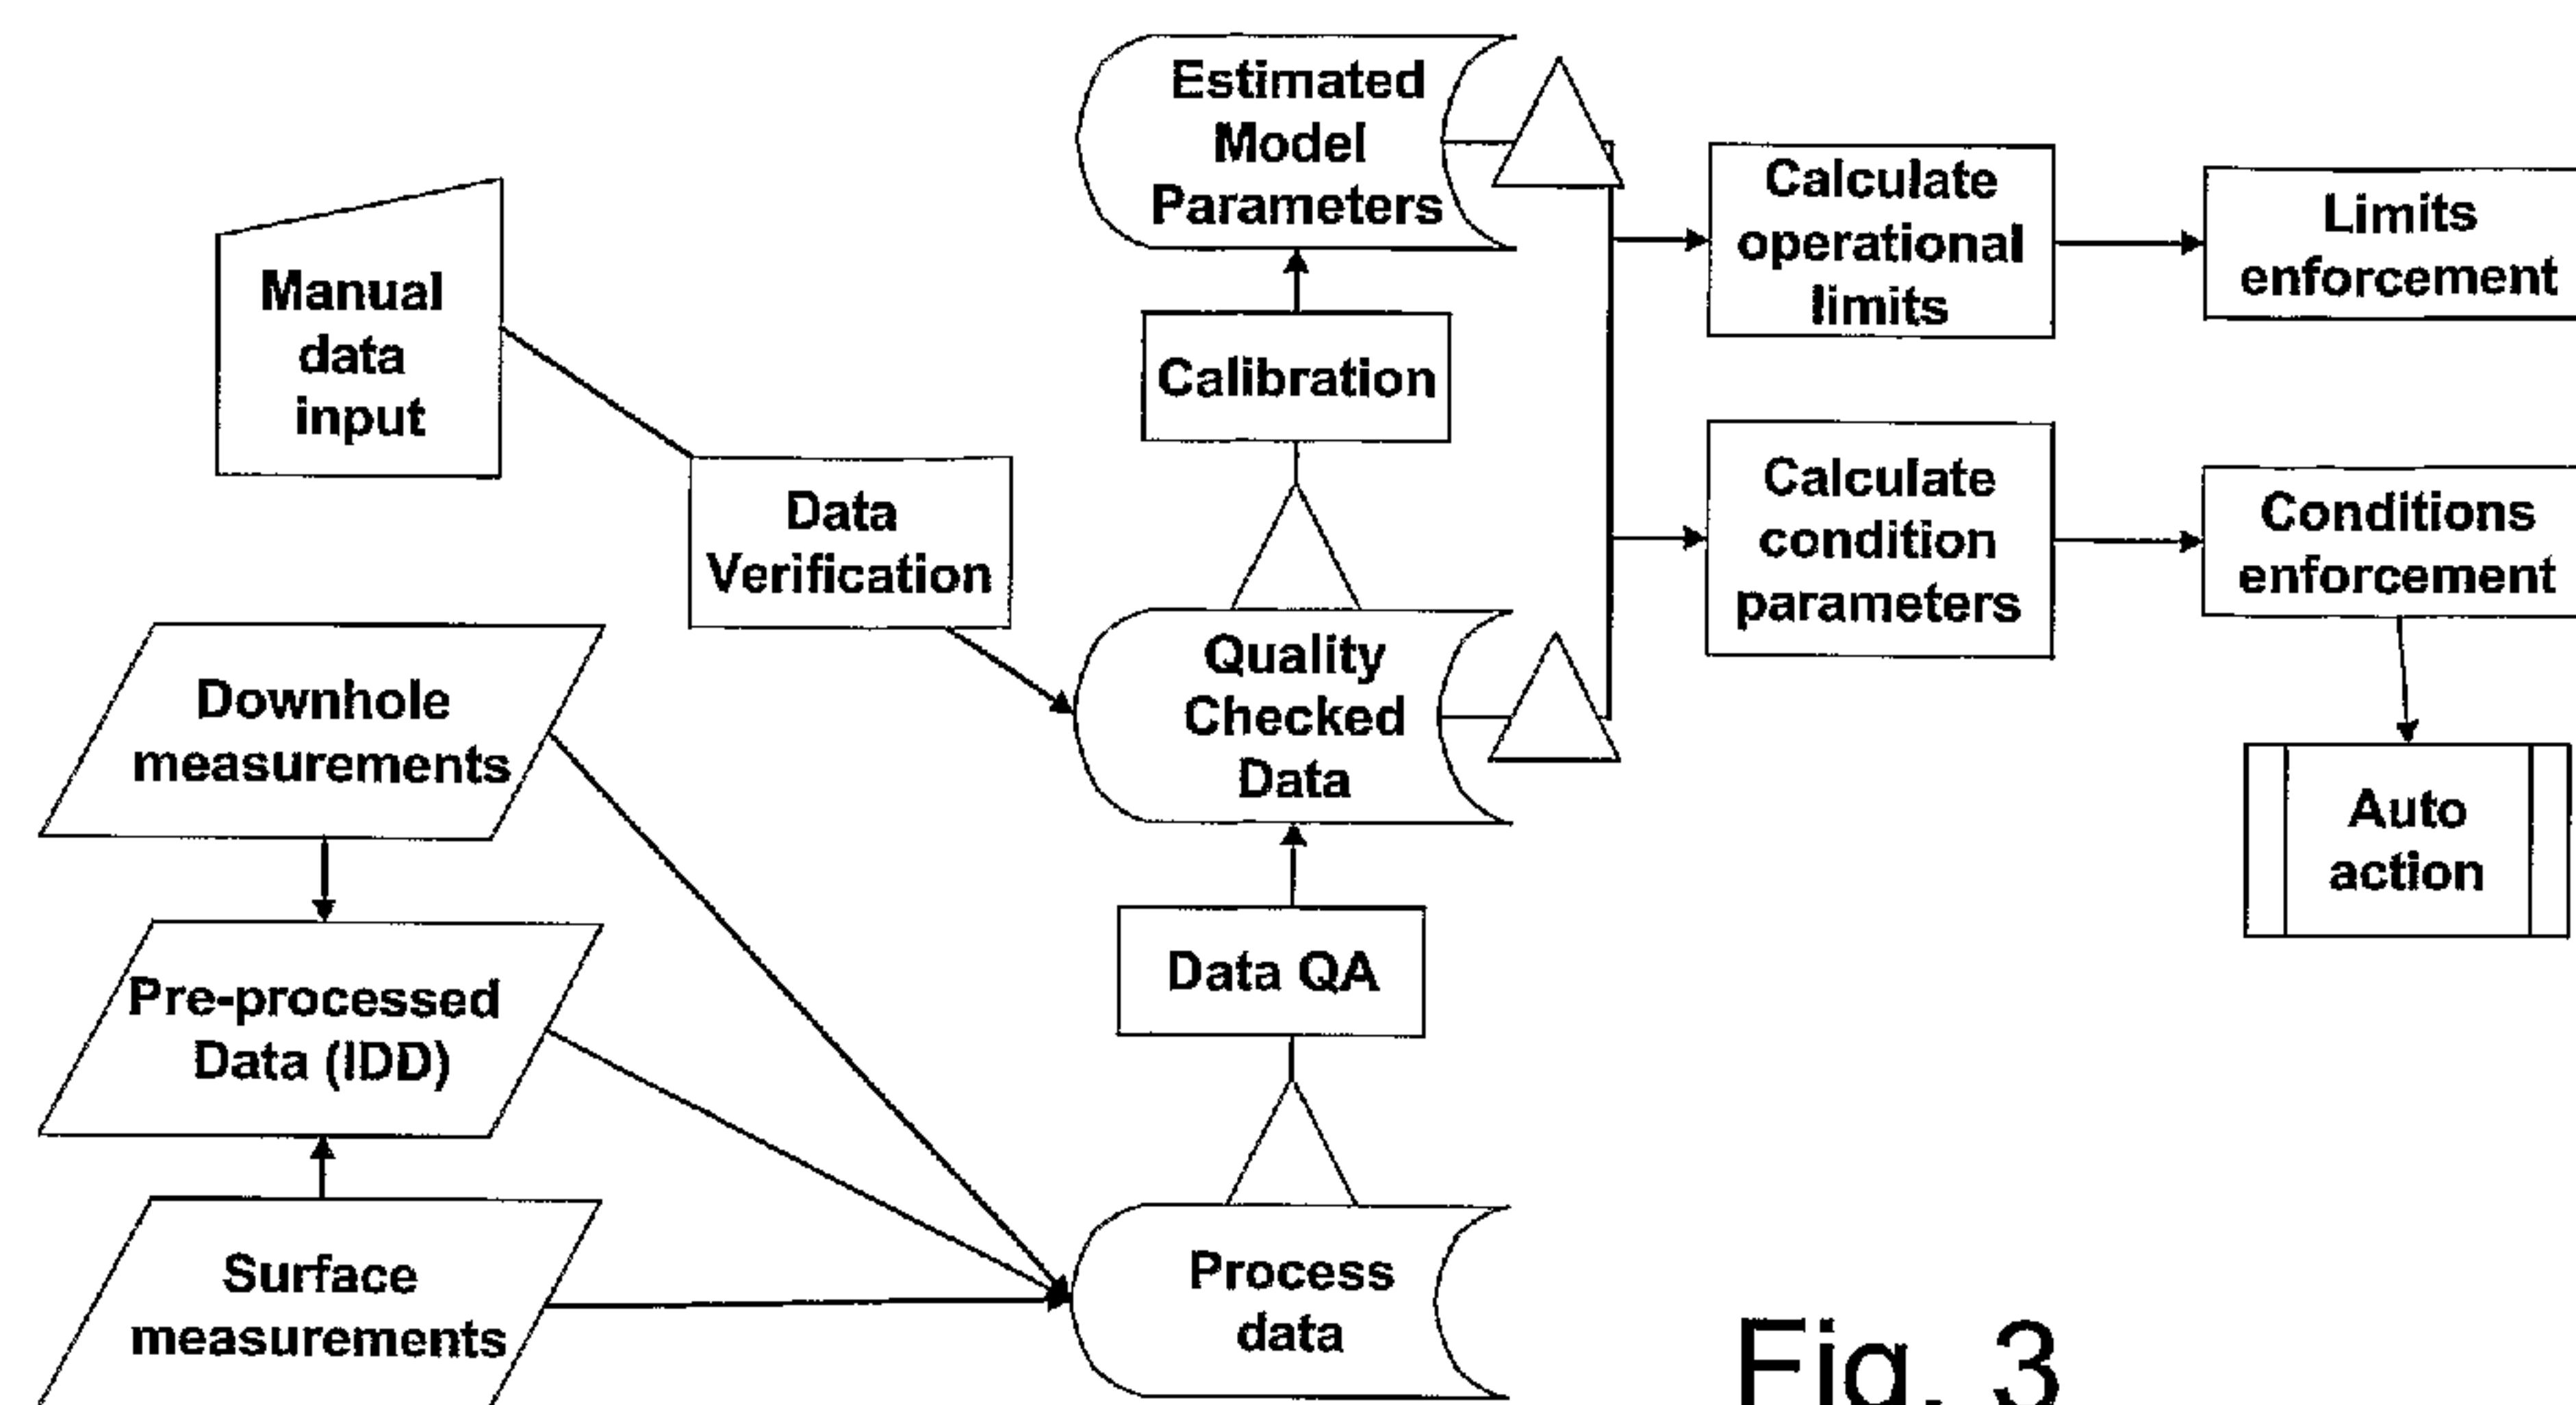 Estimated
Model
Parameters
Manual
data
input
Calculate
operational
limits
Limits
enforcement
Calibration
Data
Verification
Calculate
condition
parameters
Conditions
enforcement
Downhole
measurements
Quality
Checked
Data
Auto
action
Pre-processed
Data (IDD)
Data QA
Surface
measurements
Process
data
Fig. 3